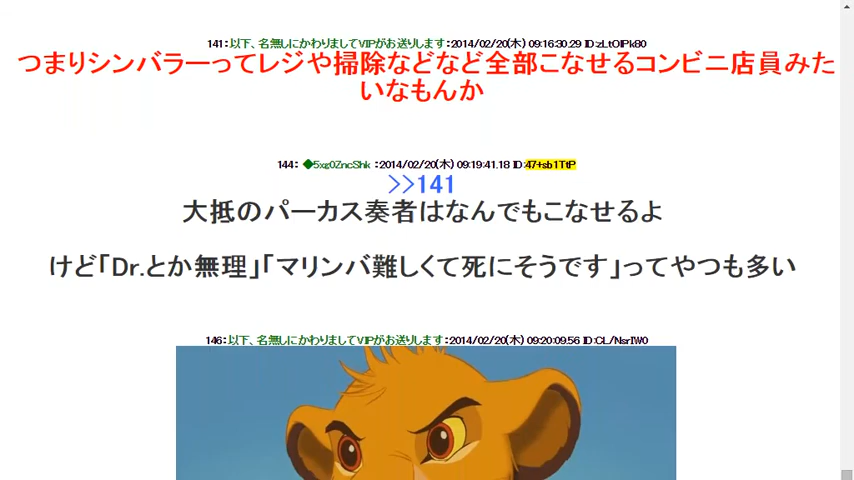 141：以下、名無しにかわりましてVIPがお送りします：2014/02/20(木) 09:16:30.29 ID:zLtOIPk80
つまりシンバラーってレジや掃除などなど全部こなせるコンビニ店員みた
いなもんか
144： ◆5xg0ZncShk ：2014/02/20(木) 09:19:41.18 ID:47+sb1TtP
>>141
大抵のパーカス奏者はなんでもこなせるよ
けど「Dr.とか無理」「マリンバ難しくて死にそうです」ってやつも多い
146：以下、名無しにかわりましてVIPがお送りします：2014/02/20(木) 09:20:09.56 ID:CL/NsrIW0